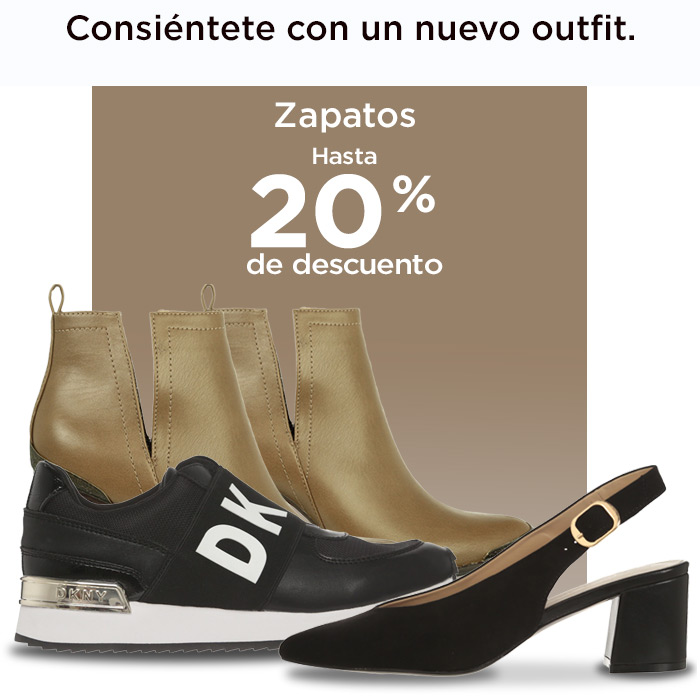 Consiéntete con un nuevo outfit.
Zapatos
Hasta
20%
de descuento
DK
DKNY